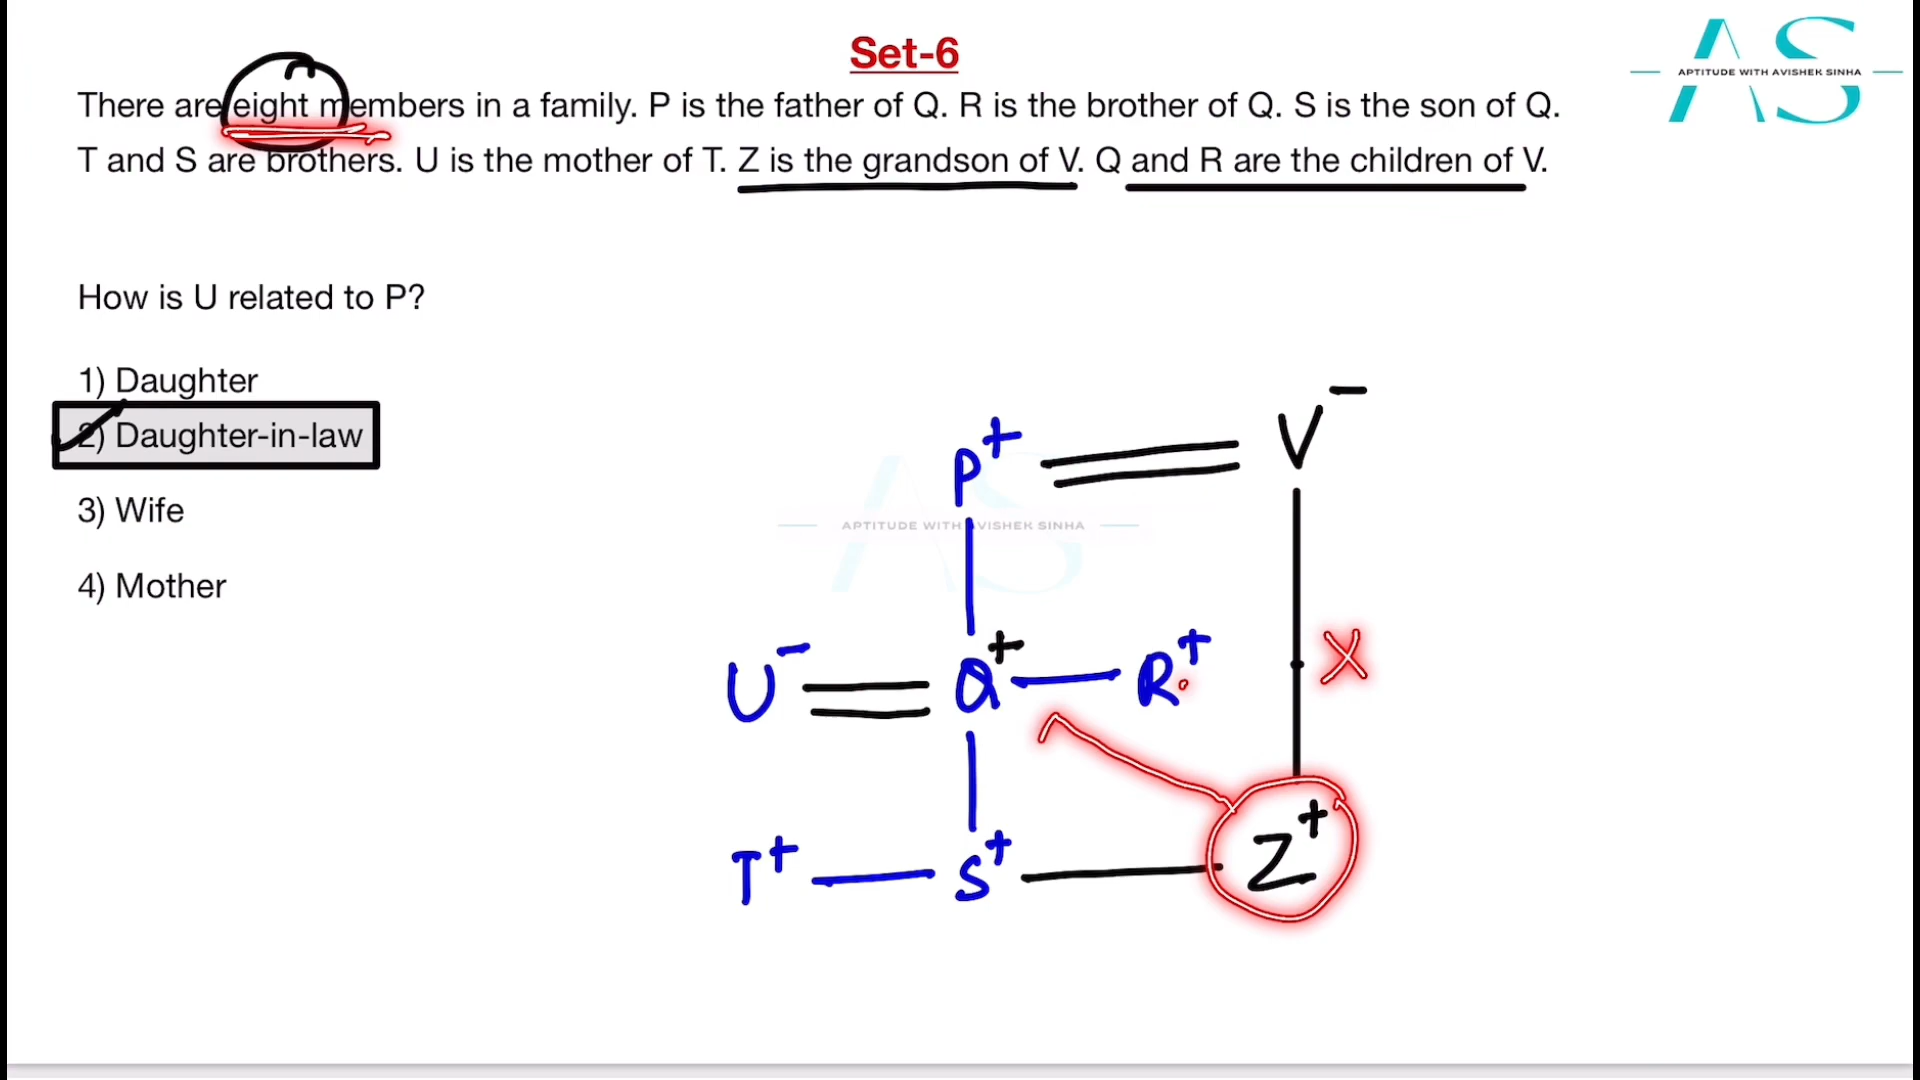 Set-6
AS
APTITUDE WITH AVISHEK SINHA
There are eight members in a family. P is the father of Q. R is the brother of Q. S is the son of Q.
T and S are brothers. U is the mother of T. Z is the grandson of V. Q and R are the children of V.
How is U related to P?
1) Daughter
2) Daughter-in-law
3) Wife
4) Mother
P+ V-
APTITUDE WITH AVISHEK SINHA
U- Q+ R+ X
T+ S+ Z+